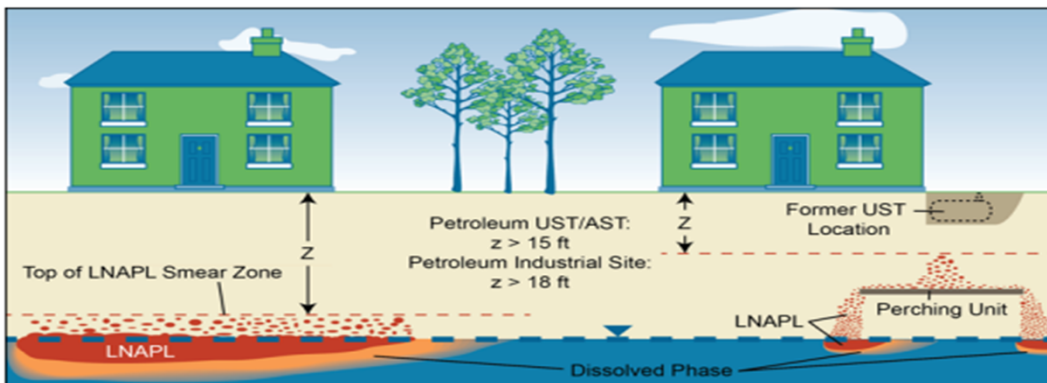 Z
Petroleum UST/AST:
z > 15 ft
Petroleum Industrial Site:
z > 18 ft
Z
Former UST
Location
Top of LNAPL Smear Zone
Perching Unit
LNAPL
LNAPL
Dissolved Phase